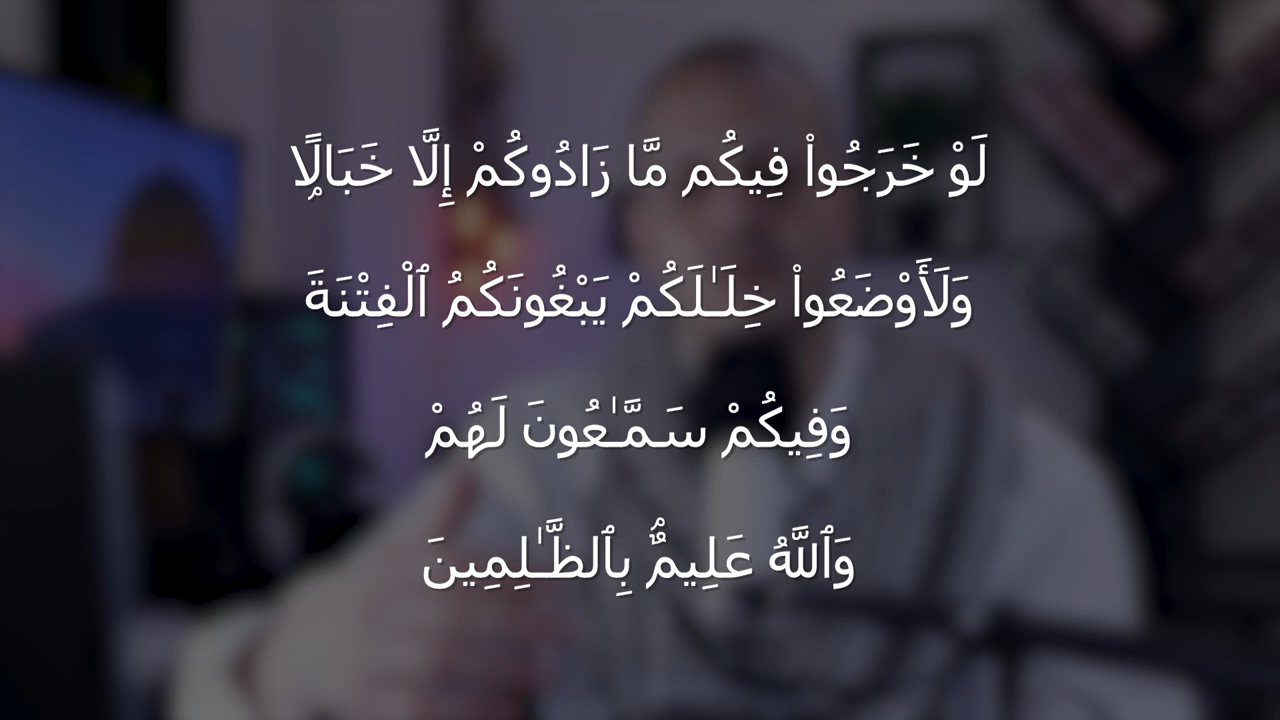 لَوْ خَرَجُوا۟ فِيكُم مَّا زَادُوكُمْ إِلَّا خَبَالًۭا
وَلَأَوْضَعُوا۟ خِلَـٰلَكُمْ يَبْغُونَكُمُ ٱلْفِتْنَةَ
وَفِيكُمْ سَمَّـٰعُونَ لَهُمْ
وَٱللَّهُ عَلِيمٌۢ بِٱلظَّـٰلِمِينَ